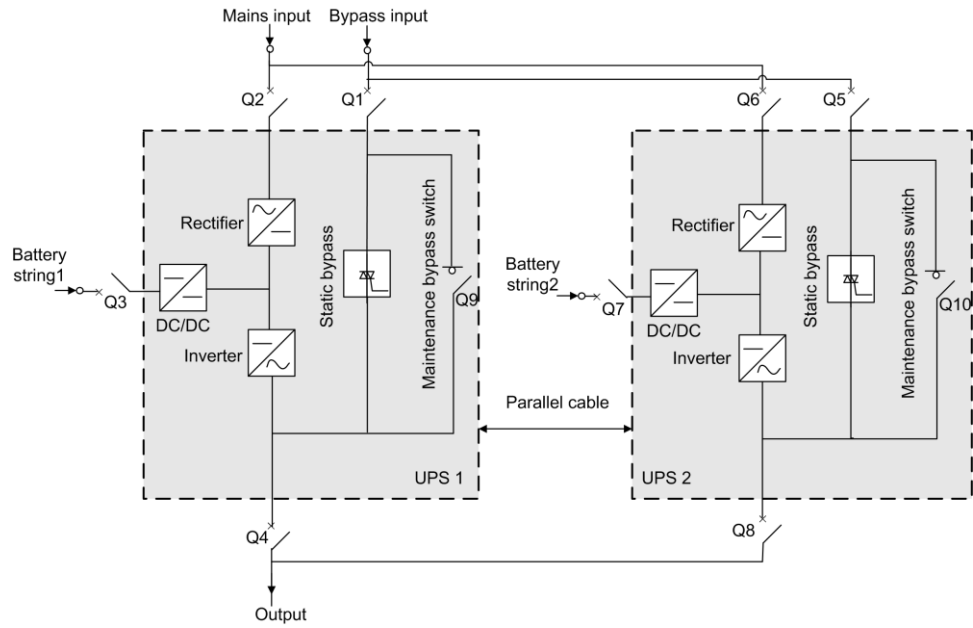 Mains input
Bypass input
Q2
Q1
Q6
Q5
Rectifier
Static bypass
Maintenance bypass switch
Battery
string1
Q3
DC/DC
Q9
Inverter
UPS 1
Parallel cable
Rectifier
Static bypass
Maintenance bypass switch
Battery
string2
Q7
DC/DC
Q10
Inverter
UPS 2
Q4
Q8
Output